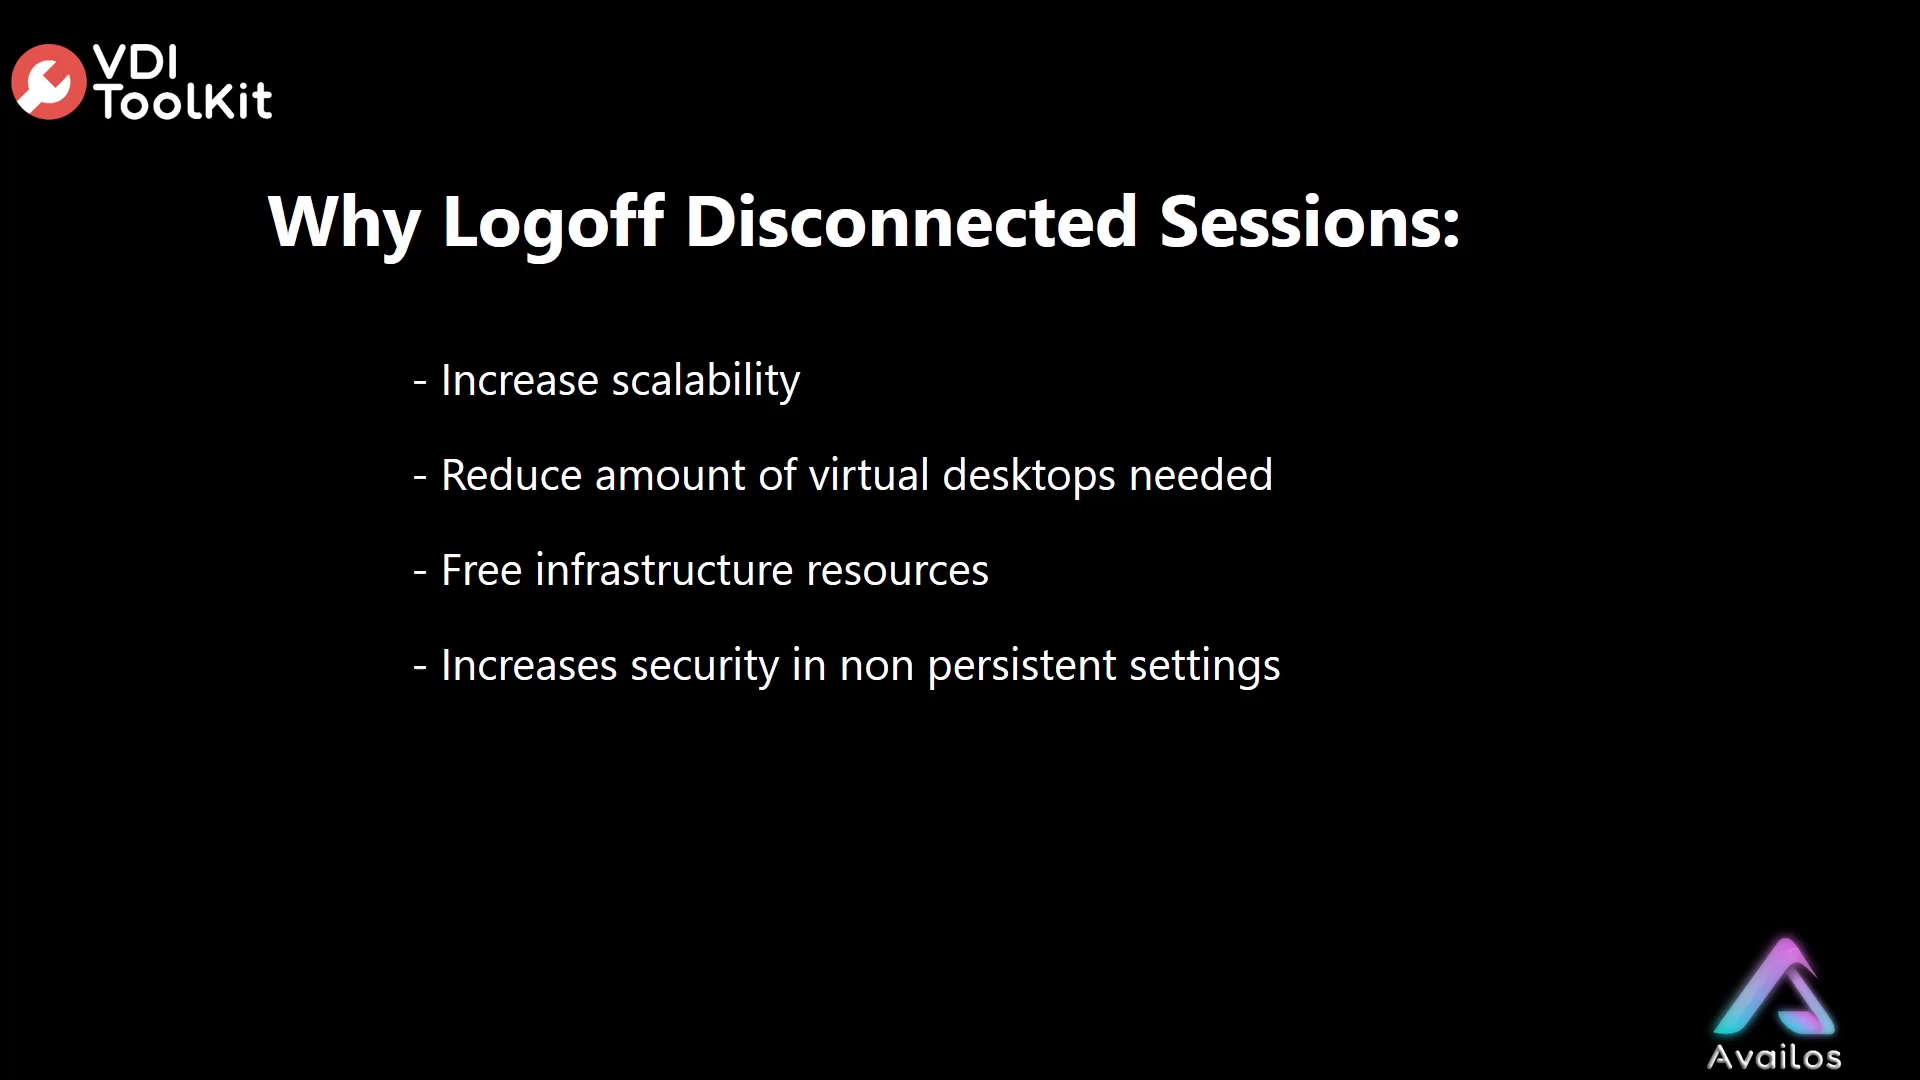 VDI
ToolKit
Why Logoff Disconnected Sessions:
- Increase scalability
- Reduce amount of virtual desktops needed
- Free infrastructure resources
- Increases security in non persistent settings
Availos